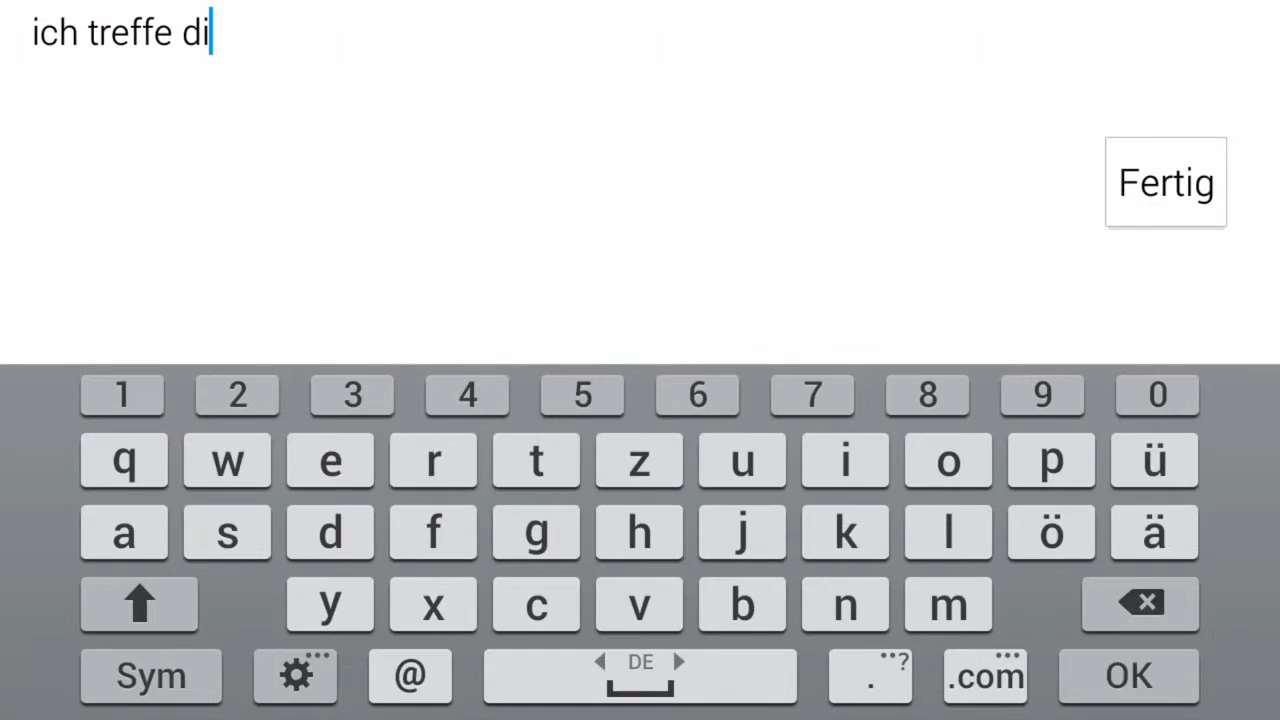 ich treffe di
Fertig
1 2 3 4 5 6 7 8 9 0
q w e r t z u i o p ü
a s d f g h j k l ö ä
y x c v b n m
Sym @ DE . ? .com OK